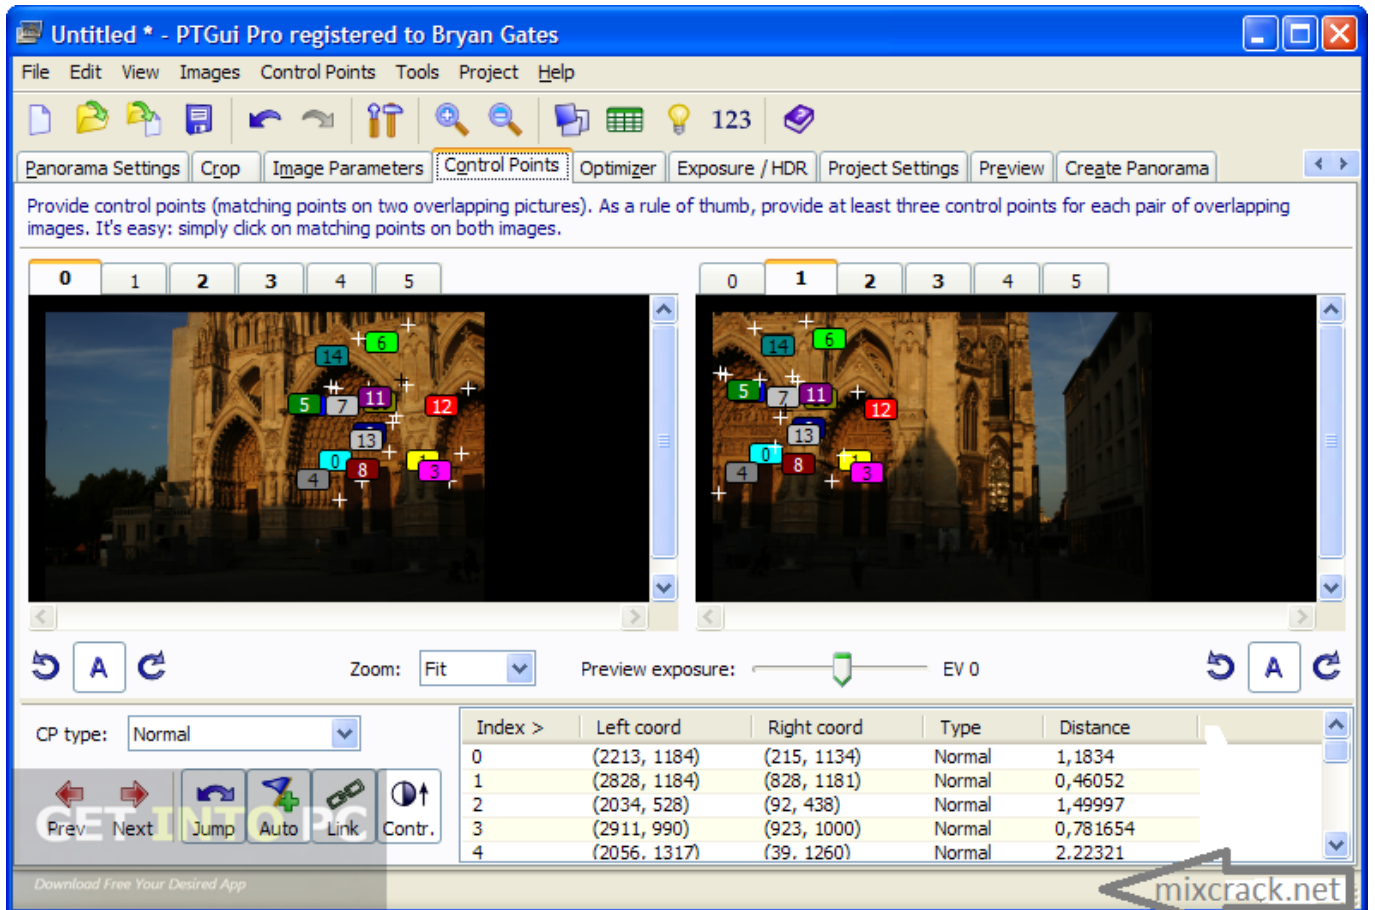 Untitled * - PTGui Pro registered to Bryan Gates
File Edit View Images Control Points Tools Project Help
123
Panorama Settings Crop Image Parameters Control Points Optimizer Exposure / HDR Project Settings Preview Create Panorama
Provide control points (matching points on two overlapping pictures). As a rule of thumb, provide at least three control points for each pair of overlapping
images. It's easy: simply click on matching points on both images.
0 1 2 3 4 5
0 1 2 3 4 5
6
14
5 7 11 12
13
0 8 1 3
4
6
14
5 7 11 12
13
0 8 3
4
A Zoom: Fit Preview exposure: EV 0 A
CP type: Normal
Prev Next Jump Auto Link Contr.
Index > Left coord Right coord Type Distance
0 (2213, 1184) (215, 1134) Normal 1,1834
1 (2828, 1184) (828, 1181) Normal 0,46052
2 (2034, 528) (92, 438) Normal 1,49997
3 (2911, 990) (923, 1000) Normal 0,781654
4 (2056, 1317) (39, 1260) Normal 2,22321
GET INTO PC
Download Free Your Desired App
mixcrack.net